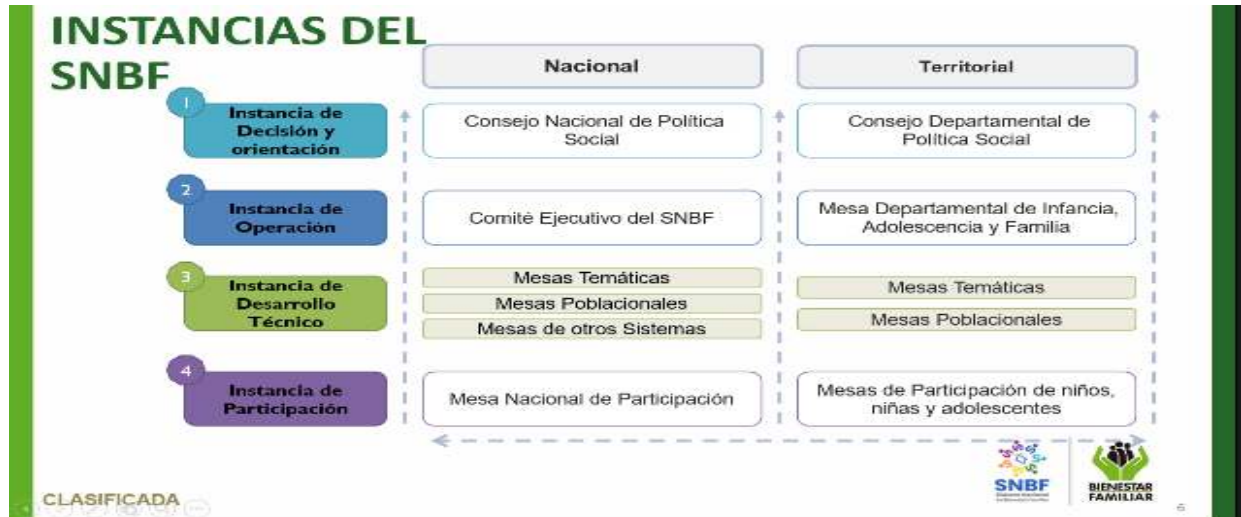 INSTANCIAS DEL
SNBF
Nacional
Territorial
1
Instancia de
Decisión y
orientación
Consejo Nacional de Política
Social
Consejo Departamental de
Política Social
2
Instancia de
Operación
Comité Ejecutivo del SNBF
Mesa Departamental de Infancia,
Adolescencia y Familia
3
Instancia de
Desarrollo
Técnico
Mesas Temáticas
Mesas Poblacionales
Mesas de otros Sistemas
Mesas Temáticas
Mesas Poblacionales
4
Instancia de
Participación
Mesa Nacional de Participación
Mesas de Participación de niños,
niñas y adolescentes
SNBF
BIENESTAR
FAMILIAR
CLASIFICADA
6